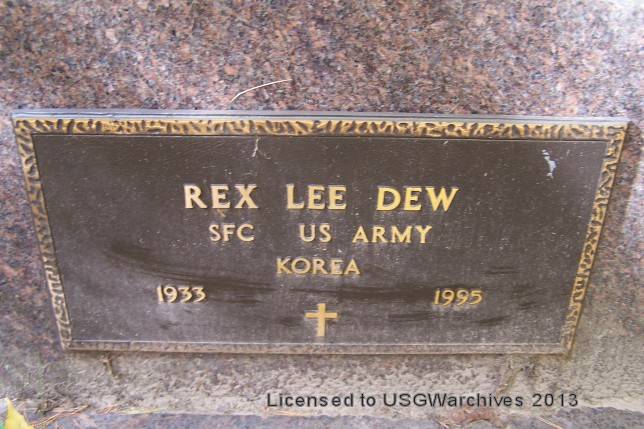 REX LEE DEW
SFC US ARMY
KOREA
1933 1995
Licensed to USGWarchives 2013